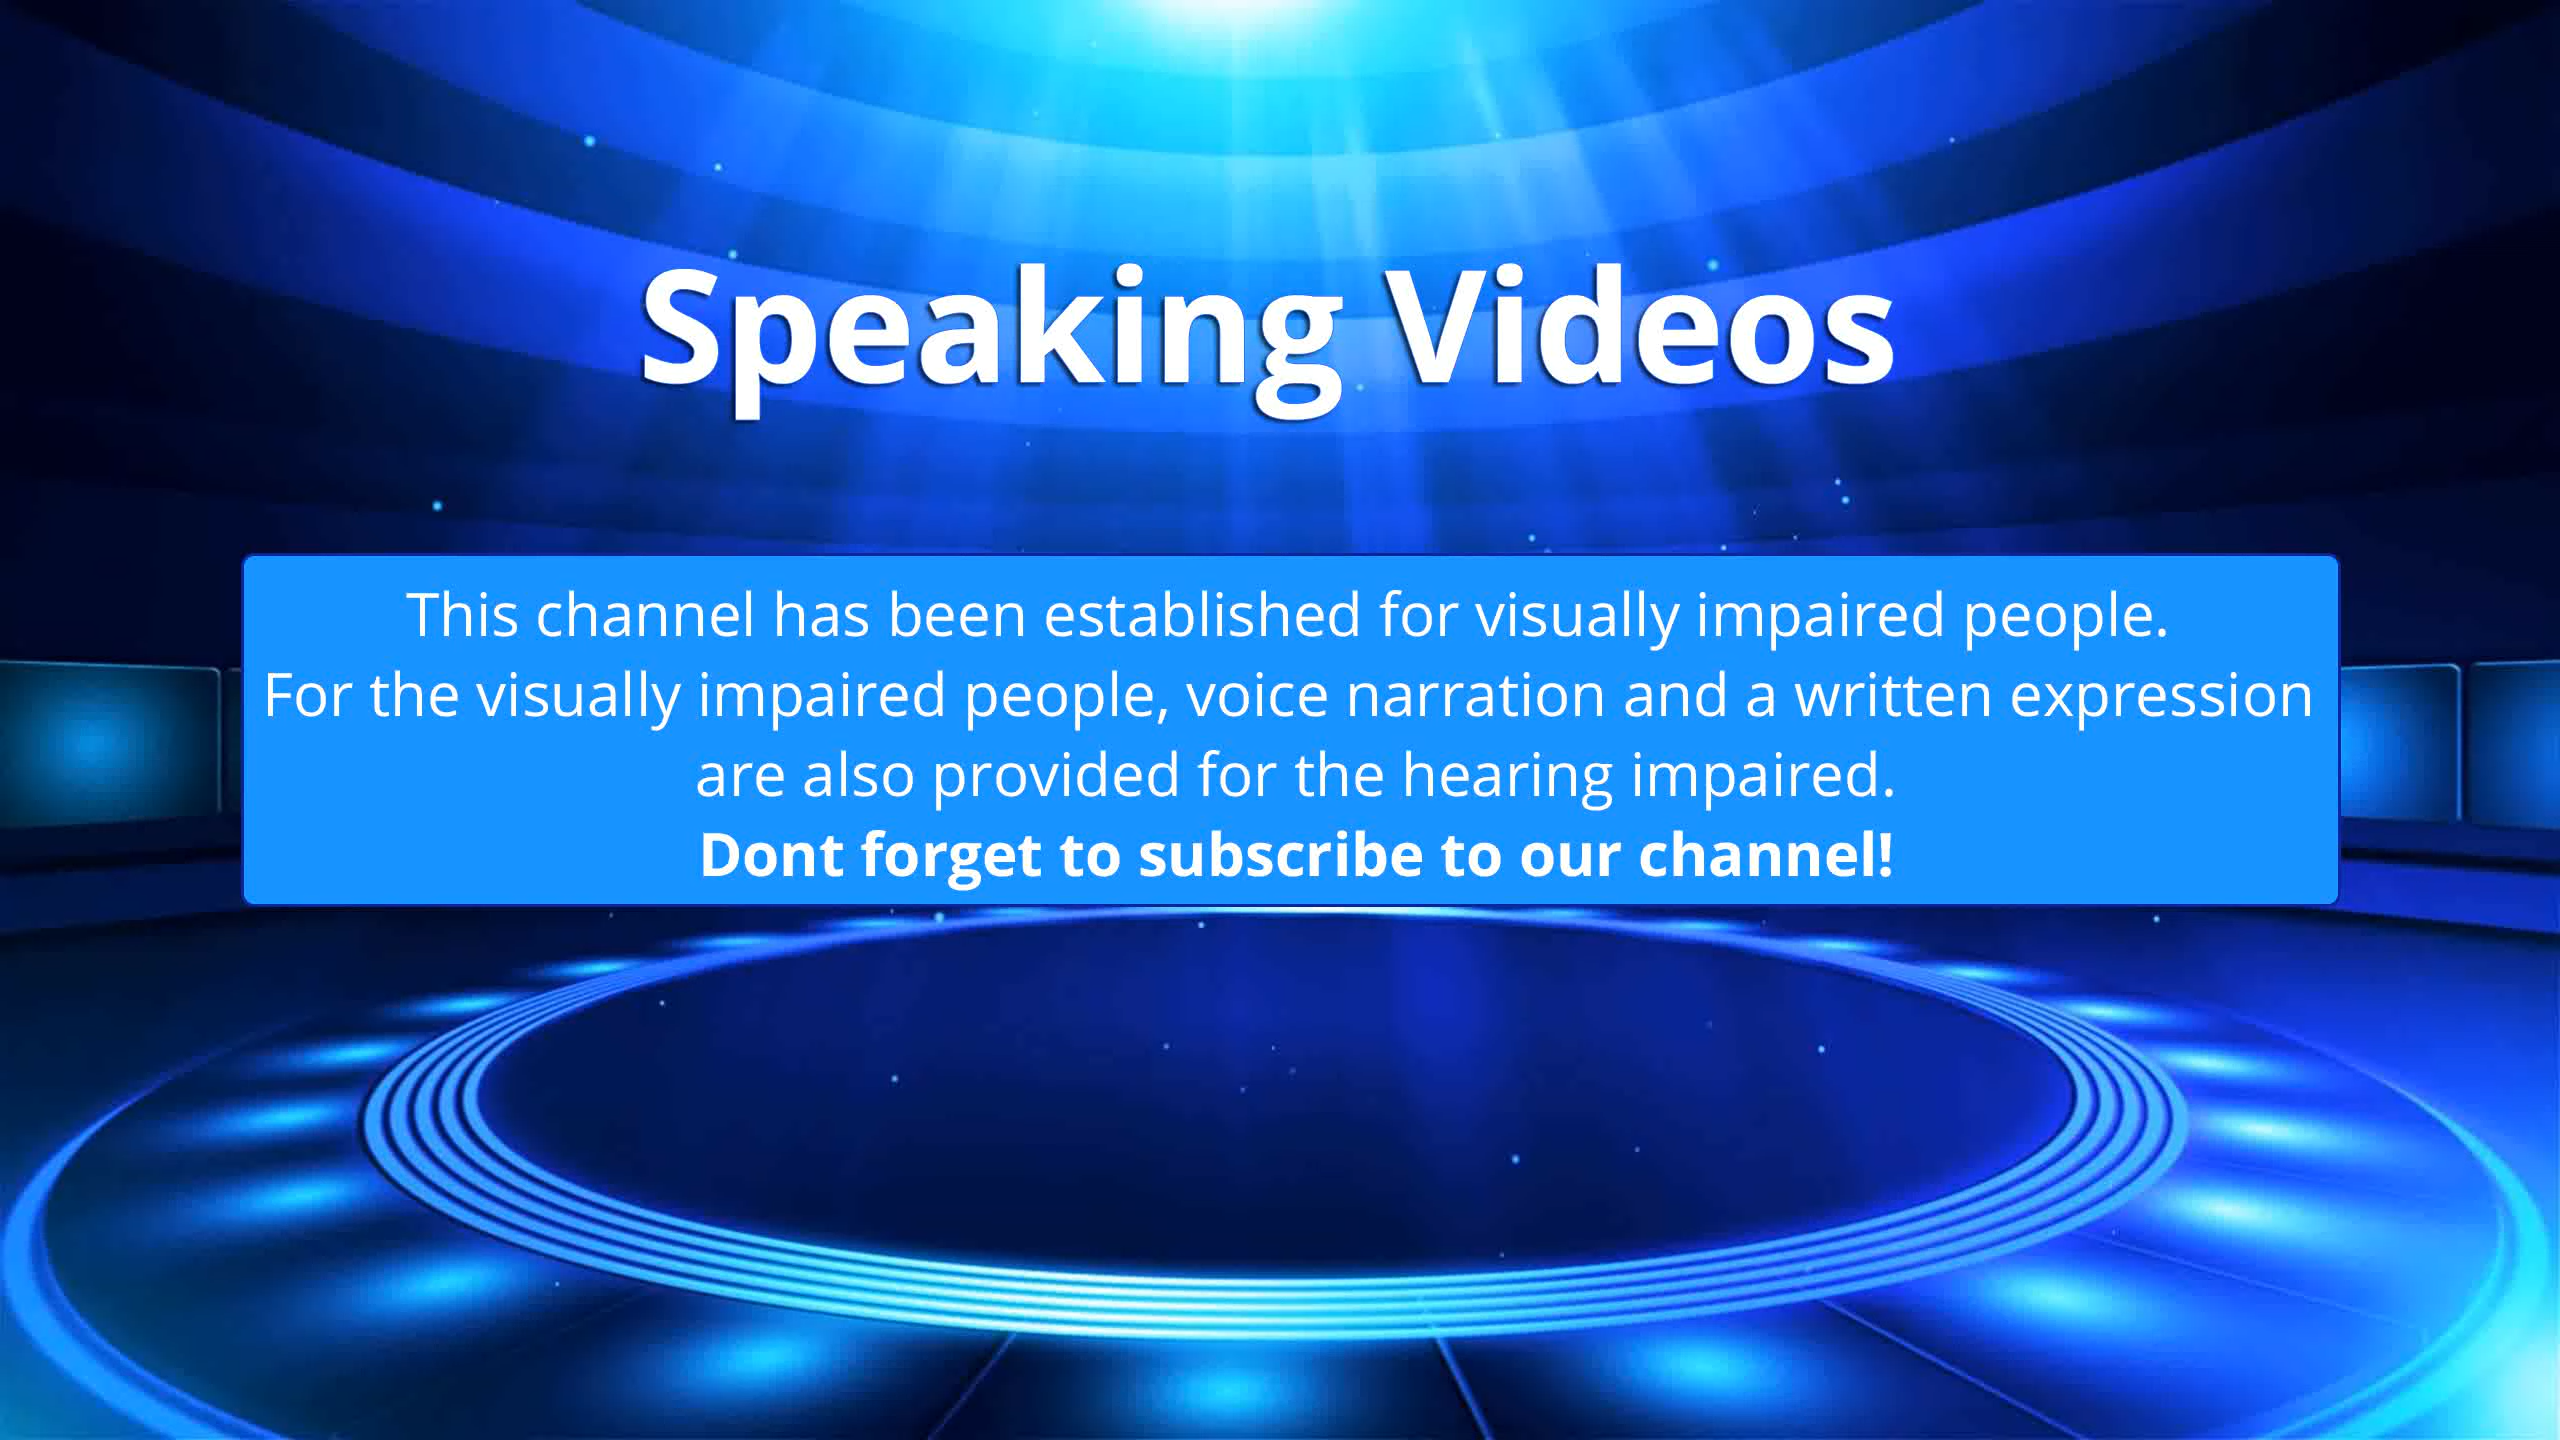 Speaking Videos
This channel has been established for visually impaired people.
For the visually impaired people, voice narration and a written expression
are also provided for the hearing impaired.
Dont forget to subscribe to our channel!